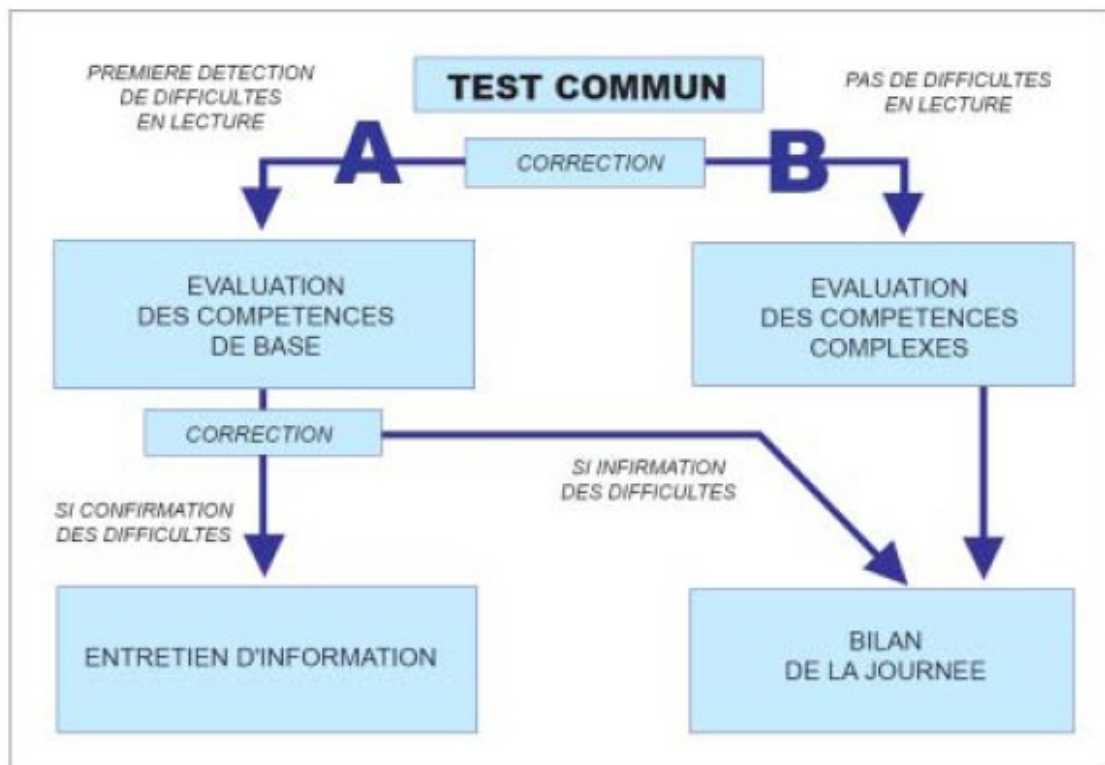 PREMIERE DETECTION
DE DIFFICULTES
EN LECTURE
TEST COMMUN
PAS DE DIFFICULTES
EN LECTURE
A
CORRECTION
B
EVALUATION
DES COMPETENCES
DE BASE
EVALUATION
DES COMPETENCES
COMPLEXES
CORRECTION
SI INFIRMATION
DES DIFFICULTES
SI CONFIRMATION
DES DIFFICULTES
ENTRETIEN D'INFORMATION
BILAN
DE LA JOURNEE